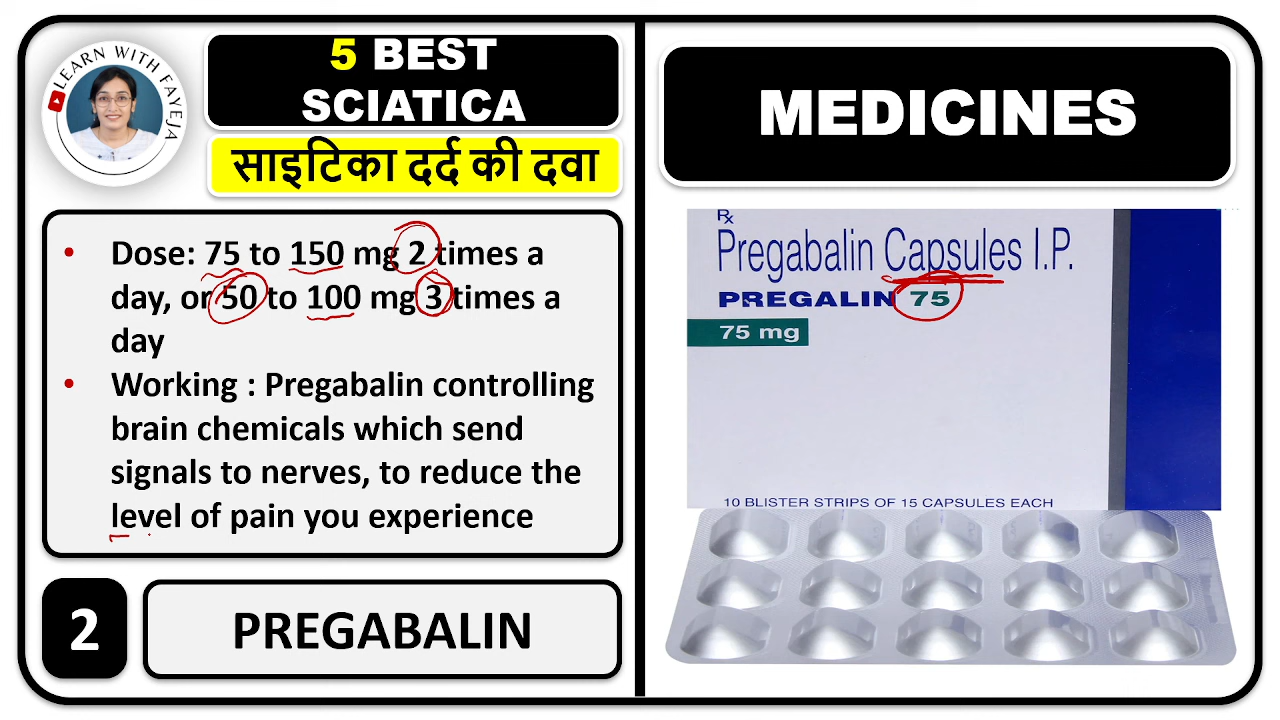 LEARN WITH FAYEJA
5 BEST
SCIATICA
साइटिका दर्द की दवा
• Dose: 75 to 150 mg 2 times a
day, or 50 to 100 mg 3 times a
day
• Working : Pregabalin controlling
brain chemicals which send
signals to nerves, to reduce the
level of pain you experience
2
PREGABALIN
MEDICINES
Rx
Pregabalin Capsules I.P.
PREGALIN 75
75 mg
10 BLISTER STRIPS OF 15 CAPSULES EACH